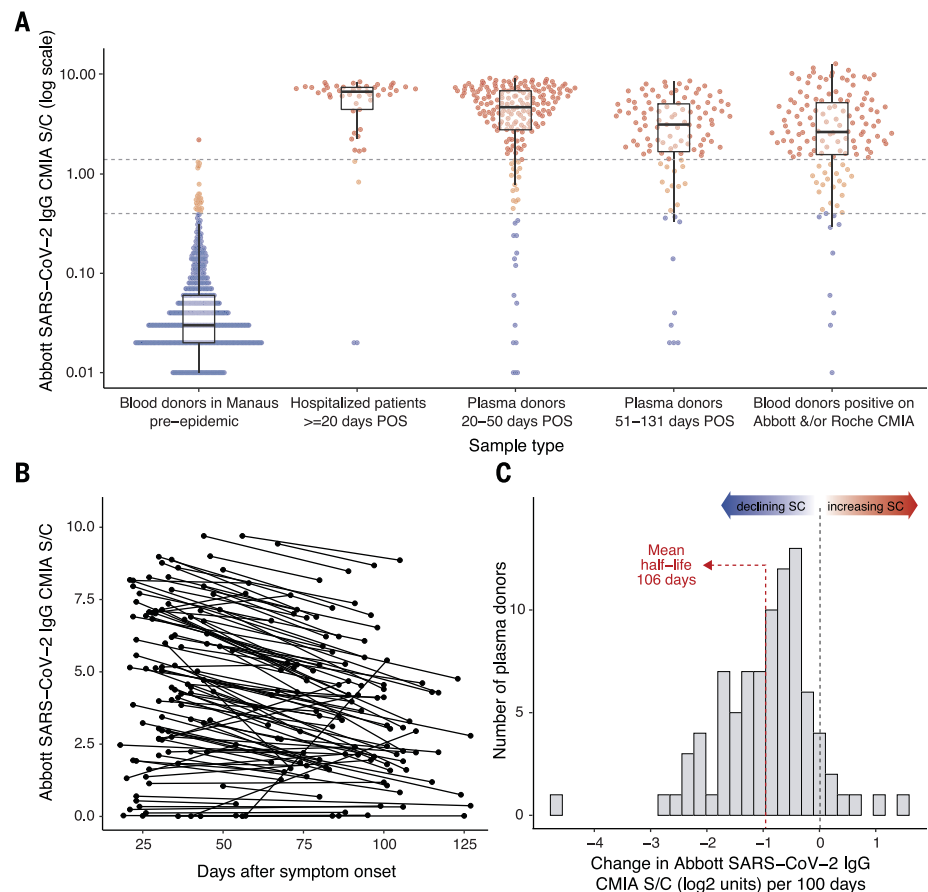 A
Abbott SARS−CoV−2 IgG CMIA S/C (log scale)
10.00
1.00
0.10
0.01
Blood donors in Manaus
pre−epidemic
Hospitalized patients
>=20 days POS
Plasma donors
20−50 days POS
Plasma donors
51−131 days POS
Blood donors positive on
Abbott &/or Roche CMIA
Sample type
B
Abbott SARS−CoV−2 IgG CMIA S/C
10.0
7.5
5.0
2.5
0.0
25
50
75
100
125
Days after symptom onset
C
declining SC
increasing SC
Mean
half−life
106 days
Number of plasma donors
10
5
0
−4
−3
−2
−1
0
1
Change in Abbott SARS−CoV−2 IgG
CMIA S/C (log2 units) per 100 days